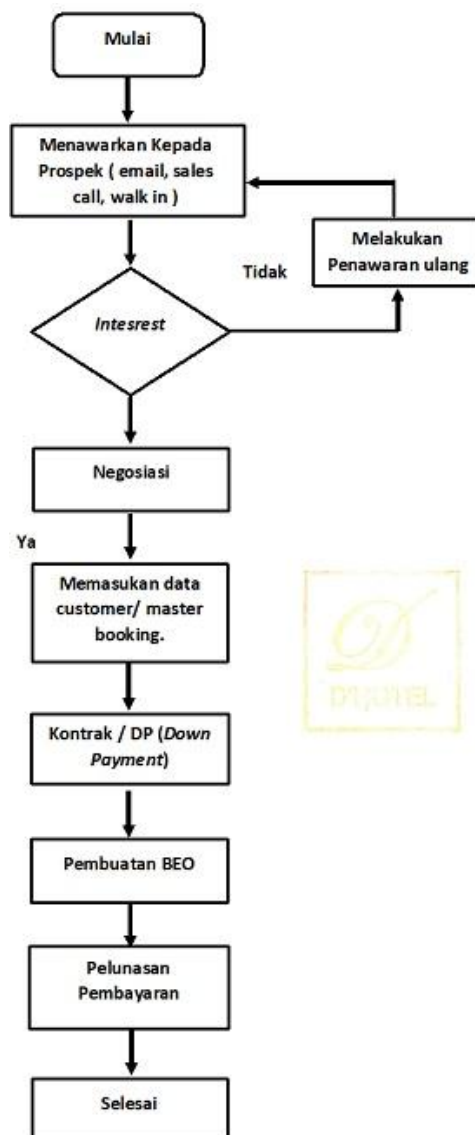 Mulai
Menawarkan Kepada
Prospek ( email, sales
call, walk in )
Melakukan
Penawaran ulang
Tidak
Intesrest
Negosiasi
Ya
Memasukan data
customer/ master
booking.
Kontrak / DP (Down
Payment)
Pembuatan BEO
Pelunasan
Pembayaran
Selesai